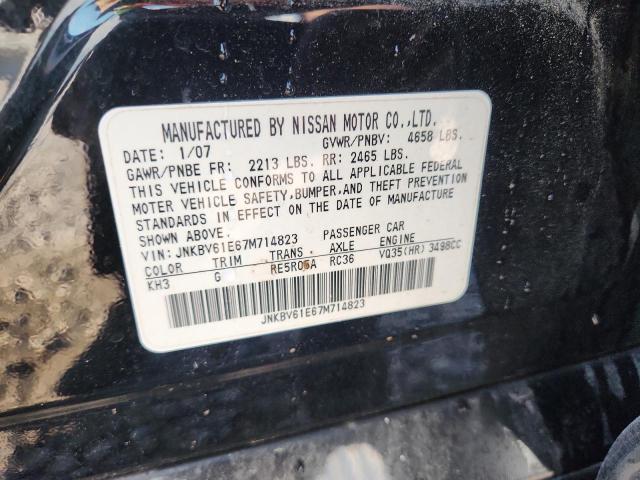 MANUFACTURED BY NISSAN MOTOR CO.,LTD.
DATE: 1/07 GVWR/PNBV: 4658 LBS.
GAWR/PNBE FR: 2213 LBS. RR: 2465 LBS.
THIS VEHICLE CONFORMS TO ALL APPLICABLE FEDERAL
MOTOR VEHICLE SAFETY, BUMPER, AND THEFT PREVENTION
STANDARDS IN EFFECT ON THE DATE OF MANUFACTURE
SHOWN ABOVE.
VIN: JNKBV61E67M714823 PASSENGER CAR
COLOR TRIM TRANS. AXLE ENGINE
KH3 G RE5R05A RC36 VQ35(HR) 3498CC
JNKBV61E67M714823